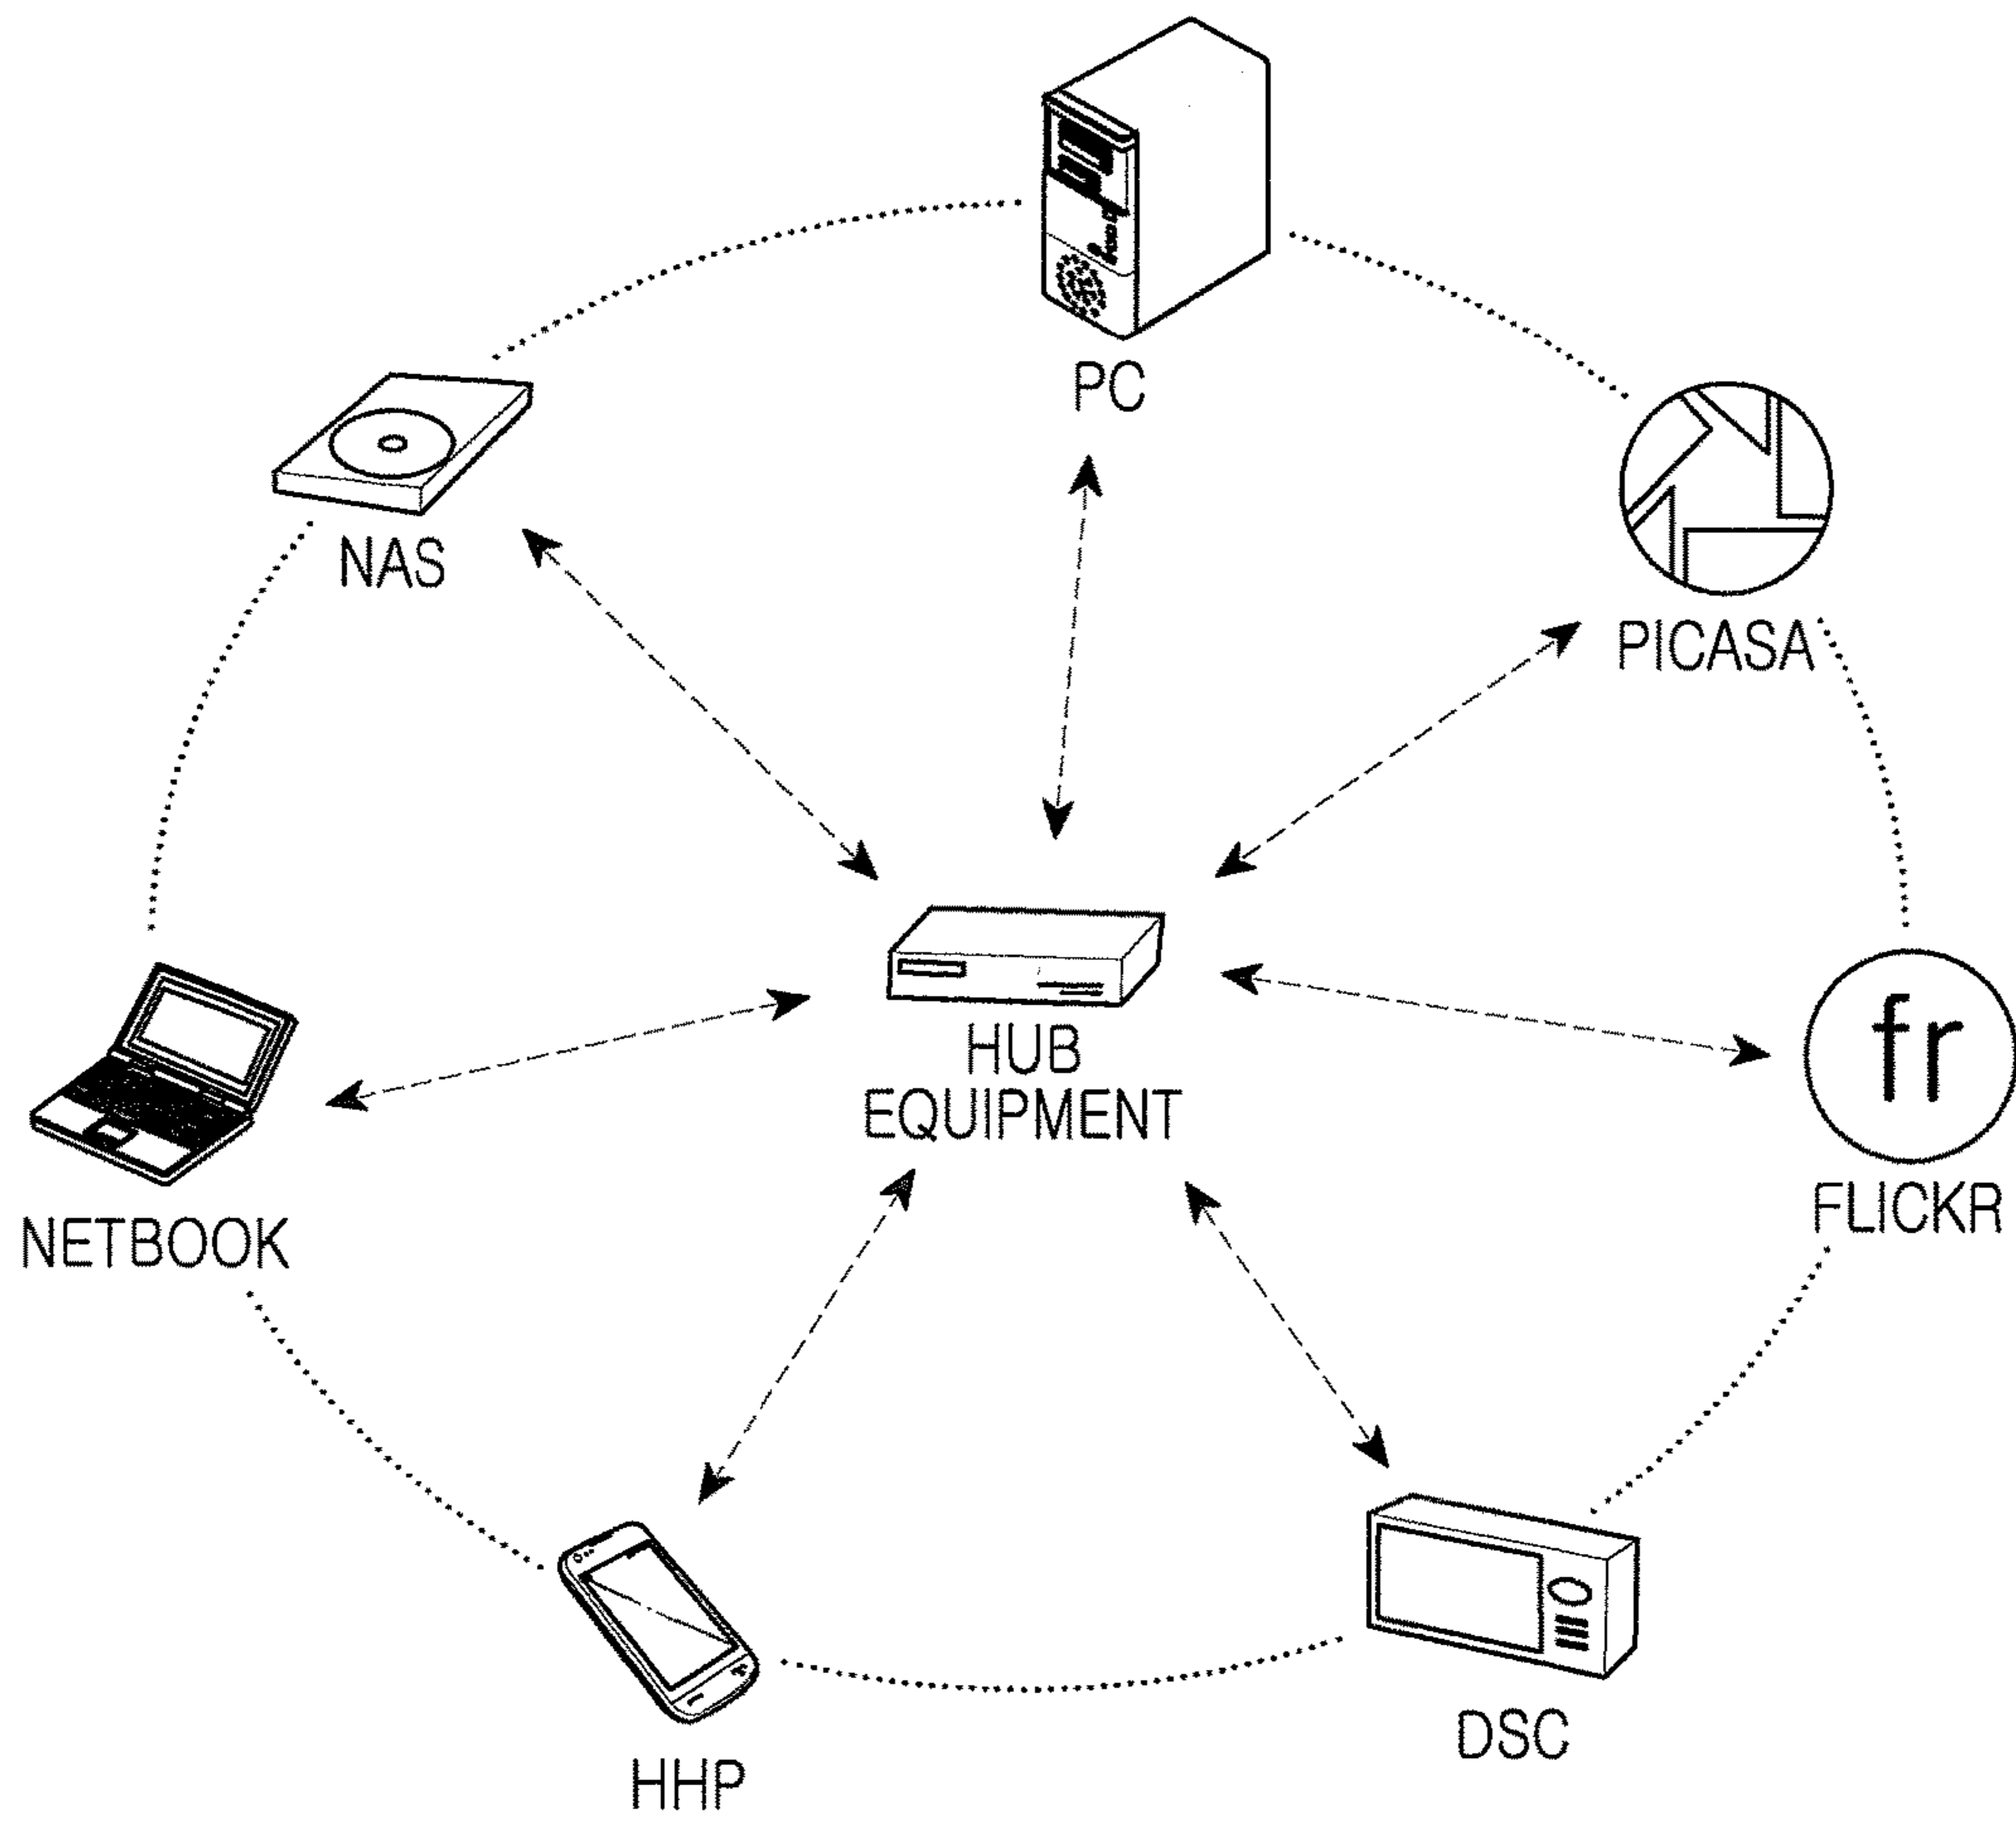 PC
NAS
PICASA
HUB
EQUIPMENT
fr
FLICKR
NETBOOK
DSC
HHP